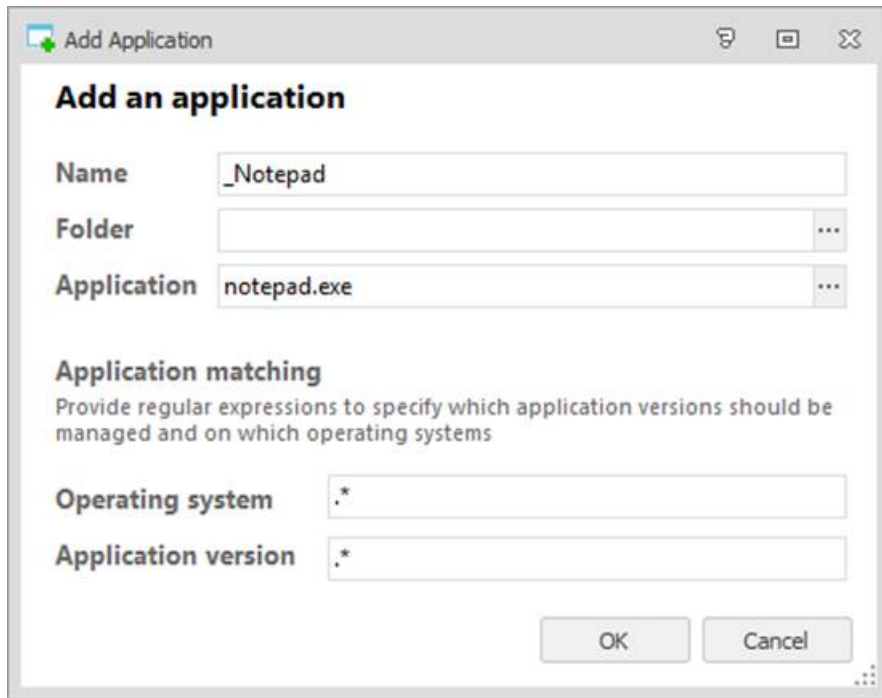 Add Application
Add an application
Name _Notepad
Folder ...
Application notepad.exe ...
Application matching
Provide regular expressions to specify which application versions should be
managed and on which operating systems
Operating system .*
Application version .*
OK Cancel